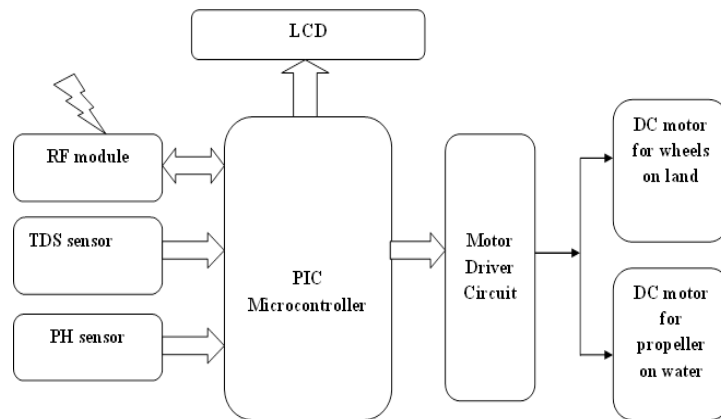 LCD
RF module
TDS sensor
PH sensor
PIC
Microcontroller
Motor
Driver
Circuit
DC motor
for wheels
on land
DC motor
for
propeller
on water